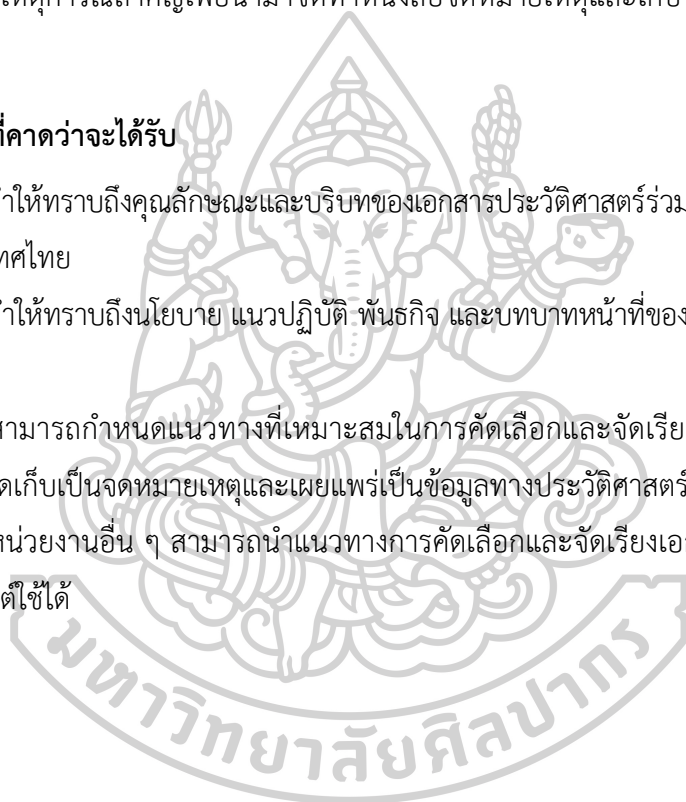 เหตุการณ์สำคัญเพื่อนำมาจัดทำหนังสือจดหมายเหตุและเก็บ
ที่คาดว่าจะได้รับ
ทำให้ทราบถึงคุณลักษณะและบริบทของเอกสารประวัติศาสตร์ร่วม
ทศไทย
ทำให้ทราบถึงนโยบาย แนวปฏิบัติ พันธกิจ และบทบาทหน้าที่ของ
สามารถกำหนดแนวทางที่เหมาะสมในการคัดเลือกและจัดเรีย
ดเก็บเป็นจดหมายเหตุและเผยแพร่เป็นข้อมูลทางประวัติศาสตร์
หน่วยงานอื่น ๆ สามารถนำแนวทางการคัดเลือกและจัดเรียงเอ
ต์ใช้ได้
มหาวิทยาลัยศิลปากร